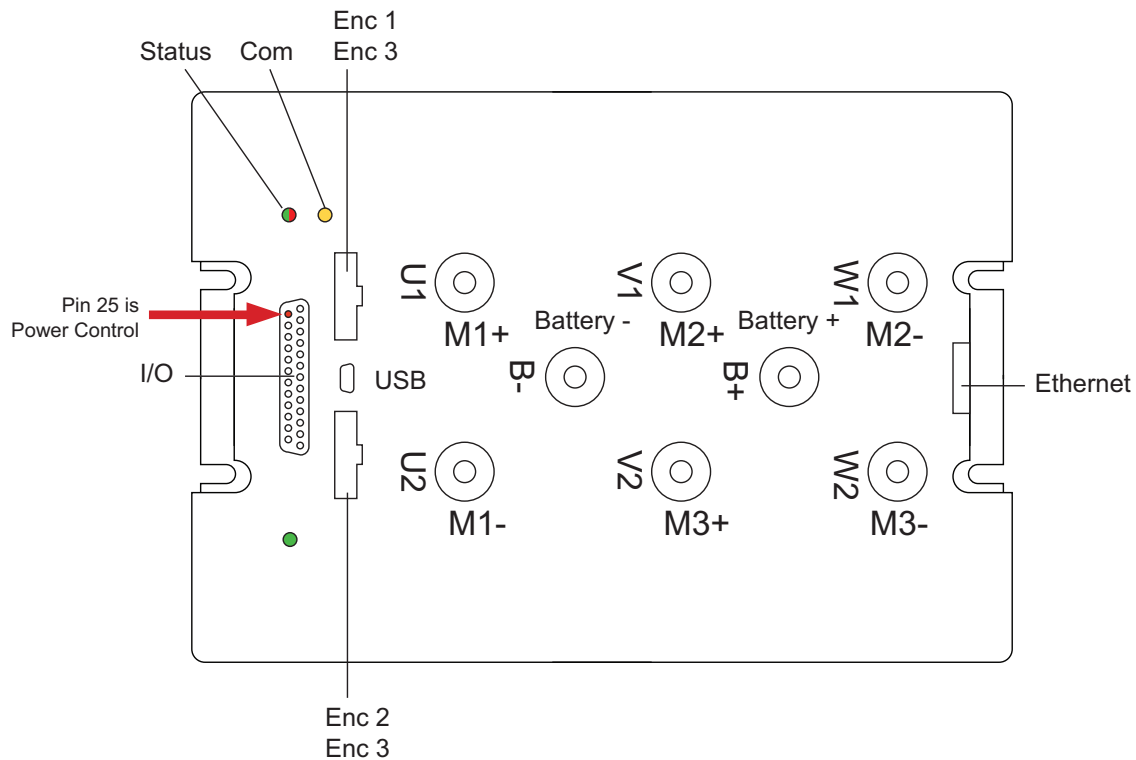 Enc 1
Enc 3
Status
Com
U1
M1+
V1
M2+
W1
M2-
Pin 25 is
Power Control
Battery -
B-
Battery +
B+
I/O
USB
Ethernet
U2
M1-
V2
M3+
W2
M3-
Enc 2
Enc 3